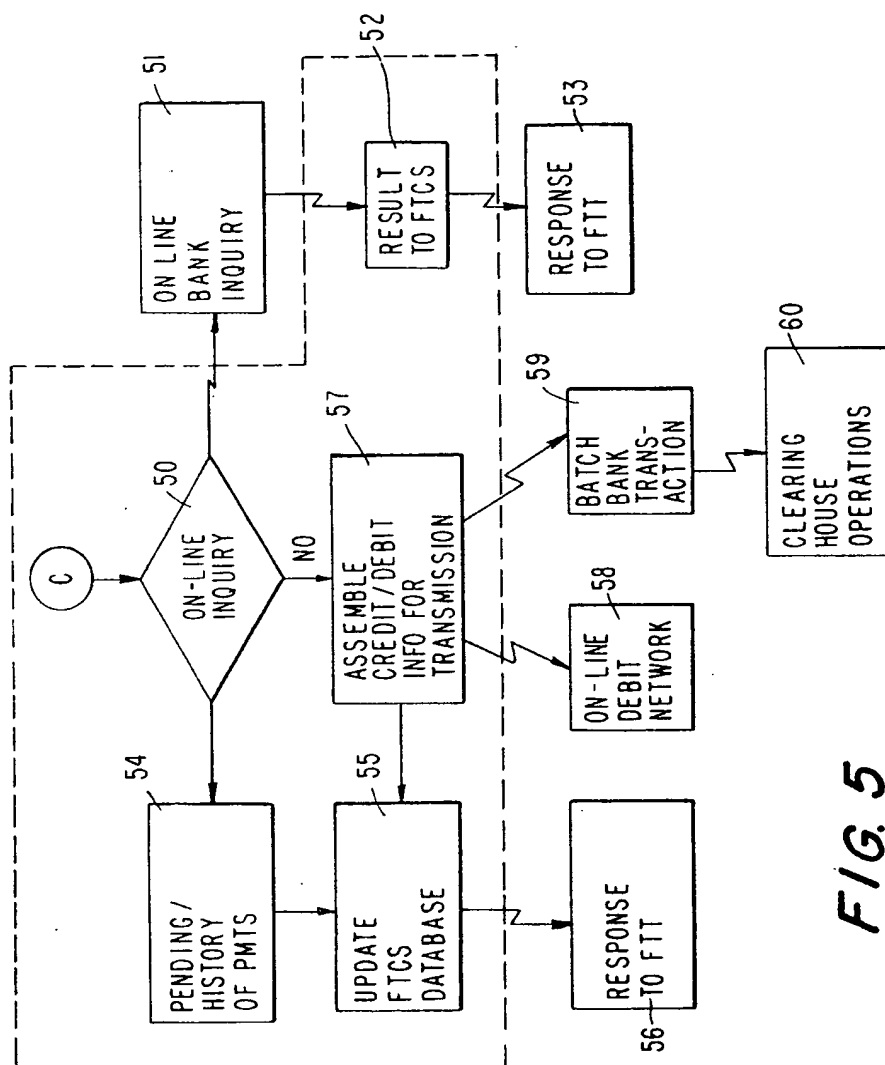 C
50
ON-LINE
INQUIRY
NO
51
ON LINE
BANK
INQUIRY
52
RESULT
TO FTCS
53
RESPONSE
TO FTT
54
PENDING/
HISTORY
OF PMTS
55
UPDATE
FTCS
DATABASE
56
RESPONSE
TO FTT
57
ASSEMBLE
CREDIT/DEBIT
INFO FOR
TRANSMISSION
58
ON-LINE
DEBIT
NETWORK
59
BATCH
BANK
TRANS-
ACTION
60
CLEARING
HOUSE
OPERATIONS
FIG. 5